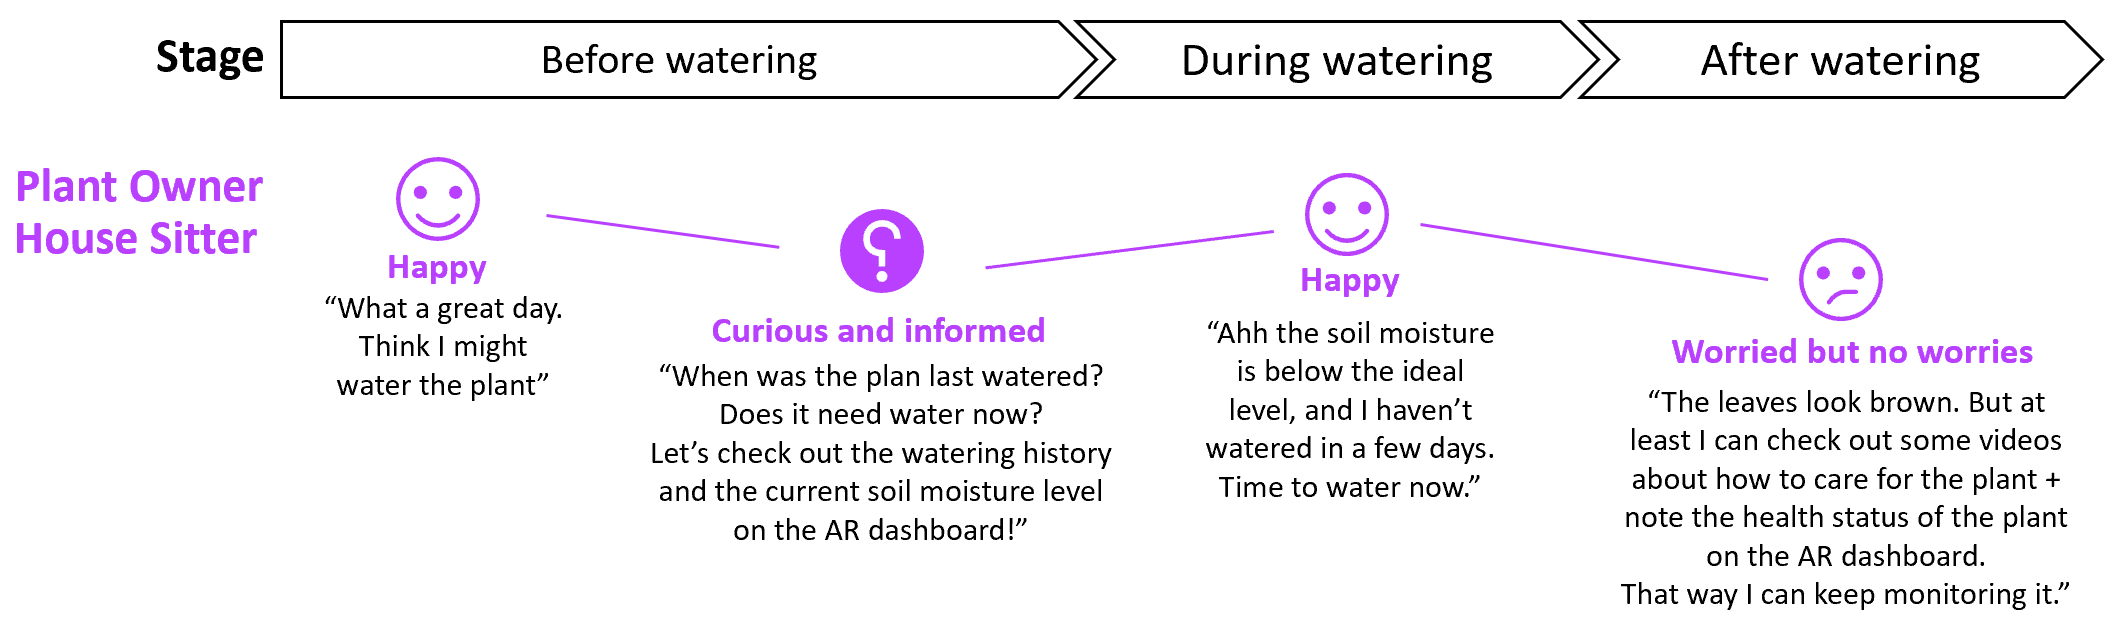 Stage
Before watering
During watering
After watering
Plant Owner
House Sitter
Happy
“What a great day.
Think I might
water the plant”
Curious and informed
“When was the plan last watered?
Does it need water now?
Let’s check out the watering history
and the current soil moisture level
on the AR dashboard!”
Happy
“Ahh the soil moisture
is below the ideal
level, and I haven’t
watered in a few days.
Time to water now.”
Worried but no worries
“The leaves look brown. But at
least I can check out some videos
about how to care for the plant +
note the health status of the plant
on the AR dashboard.
That way I can keep monitoring it.”